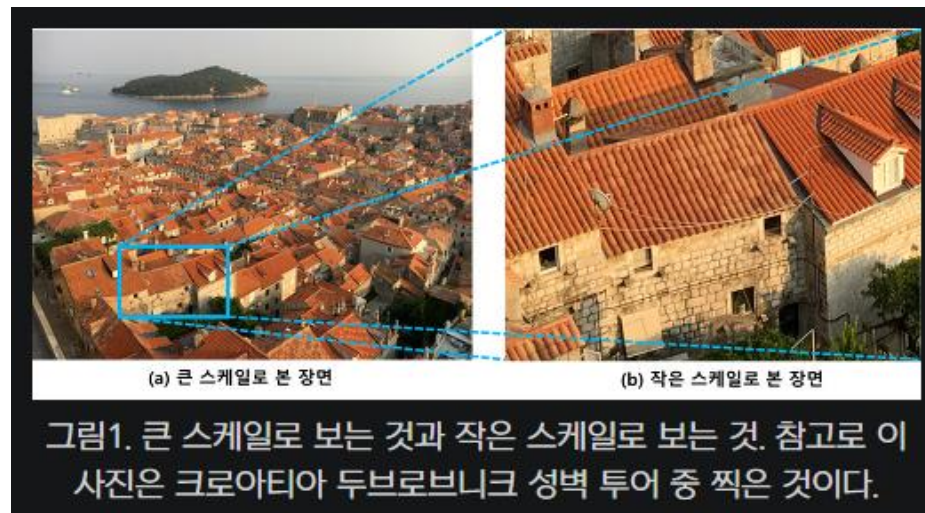 (a) 큰 스케일로 본 장면
(b) 작은 스케일로 본 장면
그림1. 큰 스케일로 보는 것과 작은 스케일로 보는 것. 참고로 이
사진은 크로아티아 두브로브니크 성벽 투어 중 찍은 것이다.